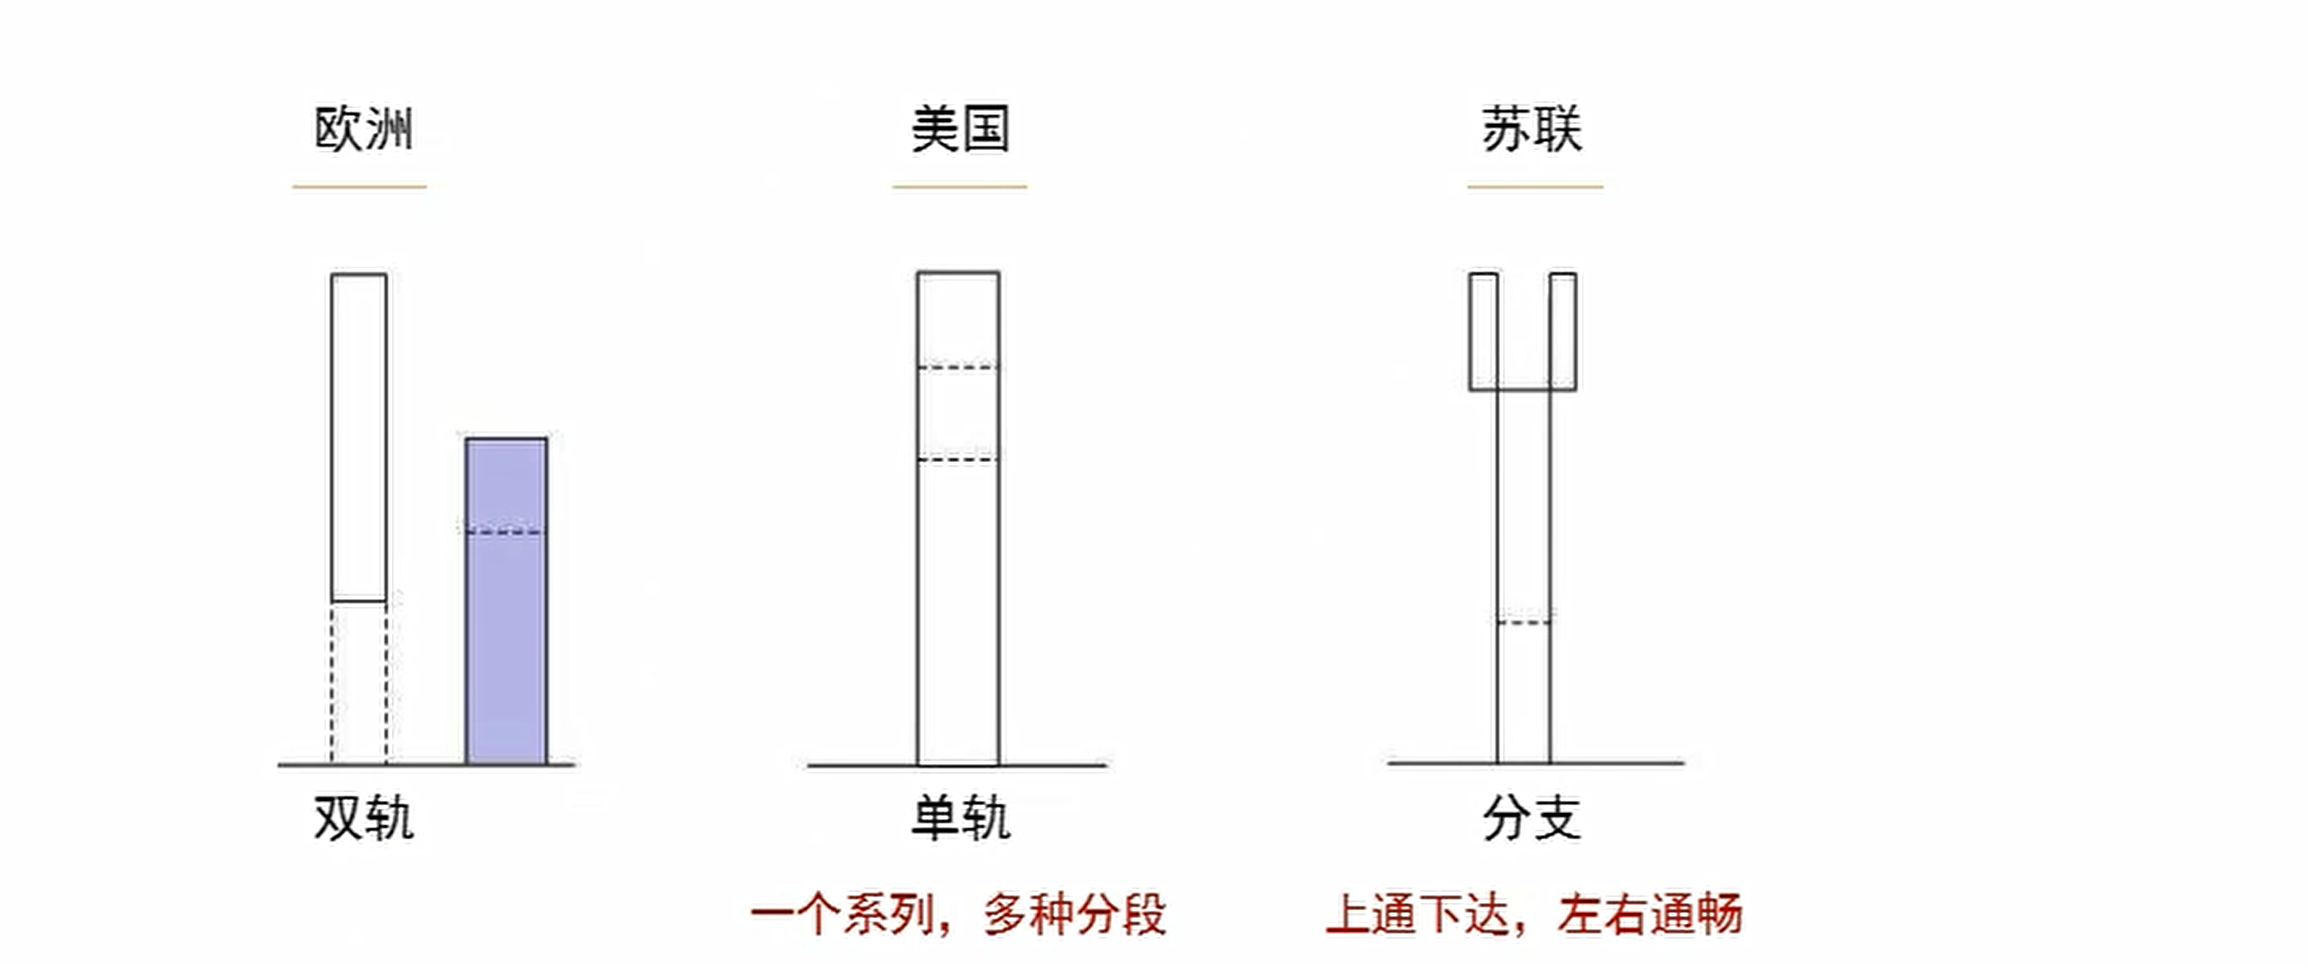 欧洲
美国
苏联
双轨
单轨
分支
一个系列，多种分段
上通下达，左右通畅